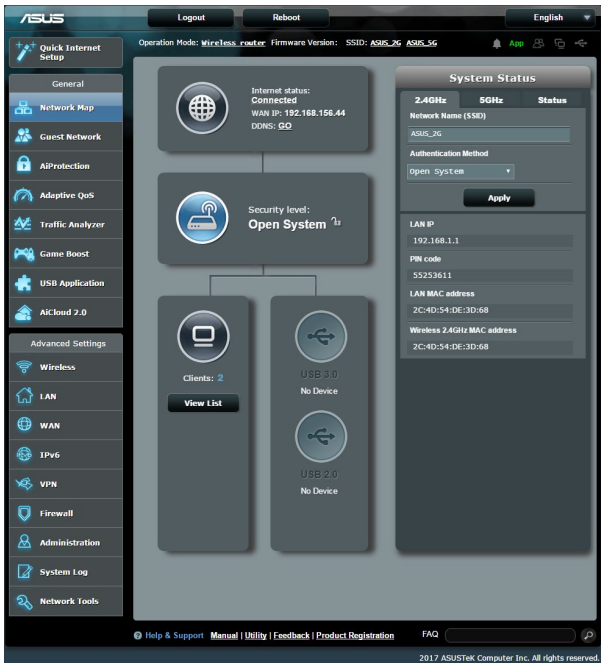 ASUS
Logout
Reboot
English
Quick Internet
Setup
Operation Mode: Wireless router Firmware Version: SSID: ASUS_2G ASUS_5G
App
General
Network Map
Guest Network
AiProtection
Adaptive QoS
Traffic Analyzer
Game Boost
USB Application
AiCloud 2.0
Advanced Settings
Wireless
LAN
WAN
IPv6
VPN
Firewall
Administration
System Log
Network Tools
Internet status:
Connected
WAN IP: 192.168.156.44
DDNS: GO
Security level:
Open System
Clients: 2
View List
USB 3.0
No Device
USB 2.0
No Device
System Status
2.4GHz 5GHz Status
Network Name (SSID)
ASUS_2G
Authentication Method
Open System
Apply
LAN IP
192.168.1.1
PIN code
55253611
LAN MAC address
2C:4D:54:DE:3D:68
Wireless 2.4GHz MAC address
2C:4D:54:DE:3D:68
Help & Support Manual | Utility | Feedback | Product Registration FAQ
2017 ASUSTeK Computer Inc. All rights reserved.